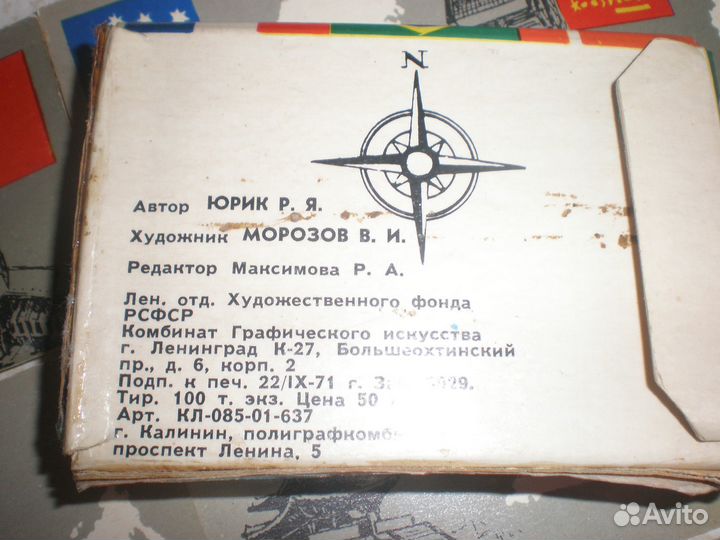 N
Автор ЮРИК Р. Я.
Художник МОРОЗОВ В. И.
Редактор Максимова Р. А.
Лен. отд. Художественного фонда
РСФСР
Комбинат Графического искусства
г. Ленинград К-27, Большеохтинский
пр., д. 6, корп. 2
Подп. к печ. 22/IX-71 г.
Тир. 100 т. экз. Цена 50
Арт. КЛ-085-01-637
г. Калинин,
проспект Ленина, 5
Avito